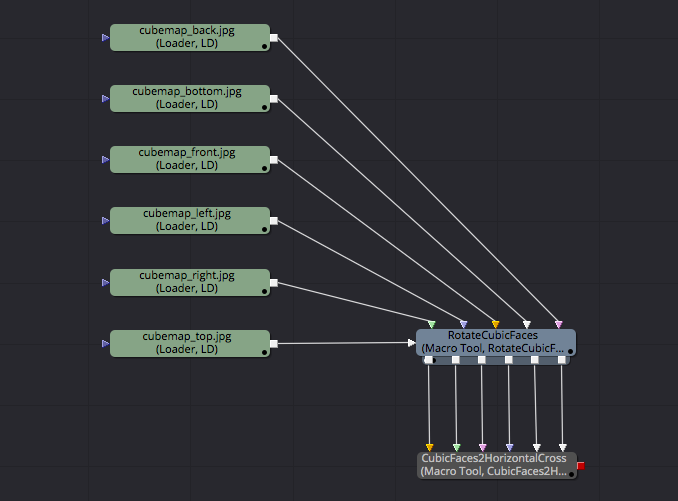 cubemap_back.jpg
(Loader, LD)
cubemap_bottom.jpg
(Loader, LD)
cubemap_front.jpg
(Loader, LD)
cubemap_left.jpg
(Loader, LD)
cubemap_right.jpg
(Loader, LD)
cubemap_top.jpg
(Loader, LD)
RotateCubicFaces
(Macro Tool, RotateCubicF...
CubicFaces2HorizontalCross
(Macro Tool, CubicFaces2H...